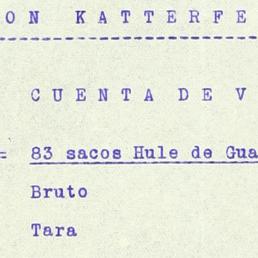 ON KATTERFE
CUENTA DE V
= 83 sacos Hule de Gua
Bruto
Tara